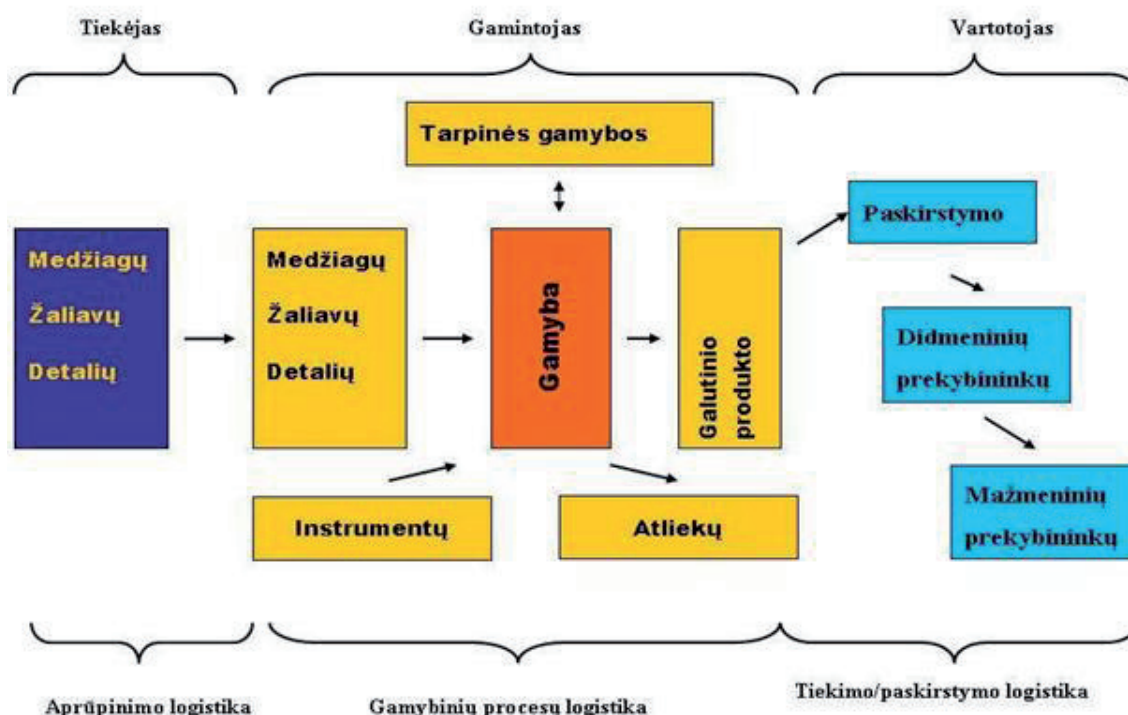 Tiekėjas
Gamintojas
Vartotojas
Tarpinės gamybos
Paskirstymo
Medžiagų
Žaliavų
Detalių
Medžiagų
Žaliavų
Detalių
Gamyba
Galutinio
produkto
Didmeninių
prekybininkų
Mažmeninių
prekybininkų
Instrumentų
Atliekų
Aprūpinimo logistika
Gamybinių procesų logistika
Tiekimo/paskirstymo logistika